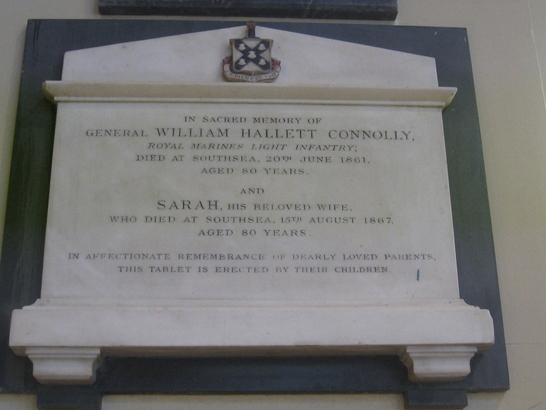 IN SACRED MEMORY OF
GENERAL WILLIAM HALLETT CONNOLLY,
ROYAL MARINES LIGHT INFANTRY;
DIED AT SOUTHSEA, 20TH JUNE 1861,
AGED 80 YEARS.
AND
SARAH, HIS BELOVED WIFE,
WHO DIED AT SOUTHSEA, 15TH AUGUST 1867,
AGED 80 YEARS.
IN AFFECTIONATE REMEMBRANCE OF DEARLY LOVED PARENTS,
THIS TABLET IS ERECTED BY THEIR CHILDREN.